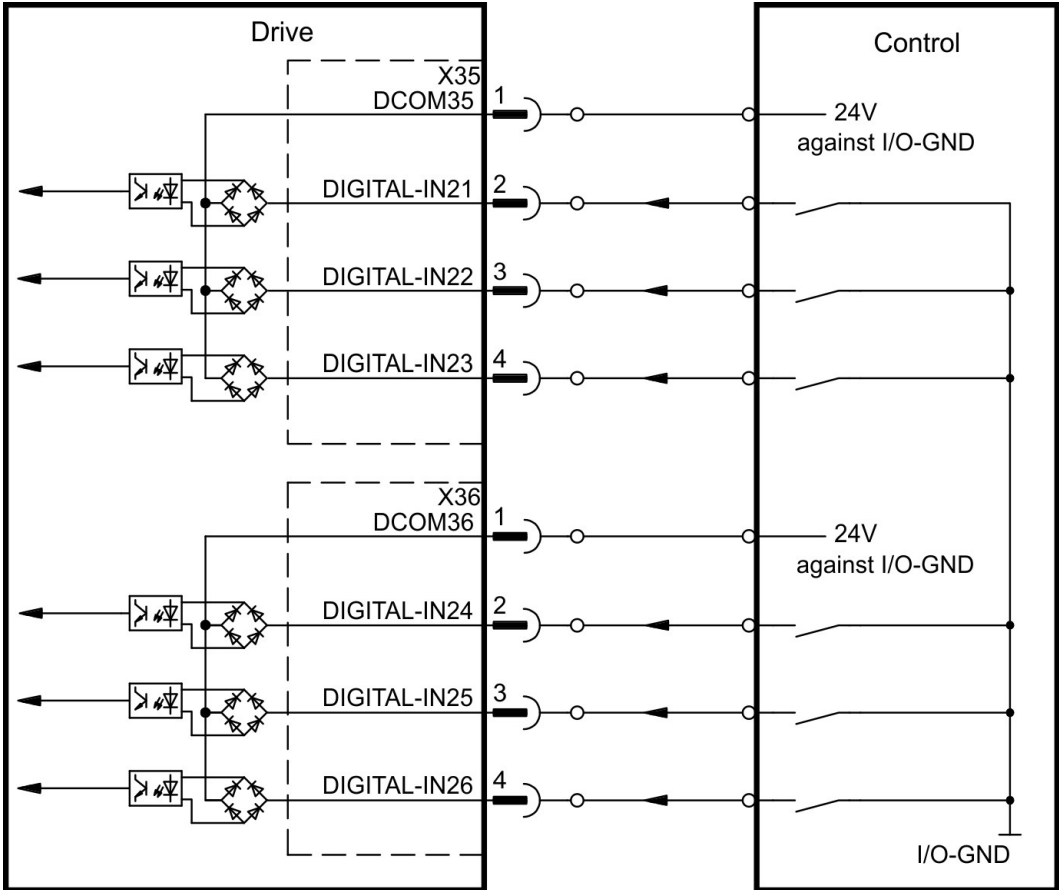 Drive
Control
X35
DCOM35
1
24V
against I/O-GND
DIGITAL-IN21
2
DIGITAL-IN22
3
DIGITAL-IN23
4
X36
DCOM36
1
24V
against I/O-GND
DIGITAL-IN24
2
DIGITAL-IN25
3
DIGITAL-IN26
4
I/O-GND